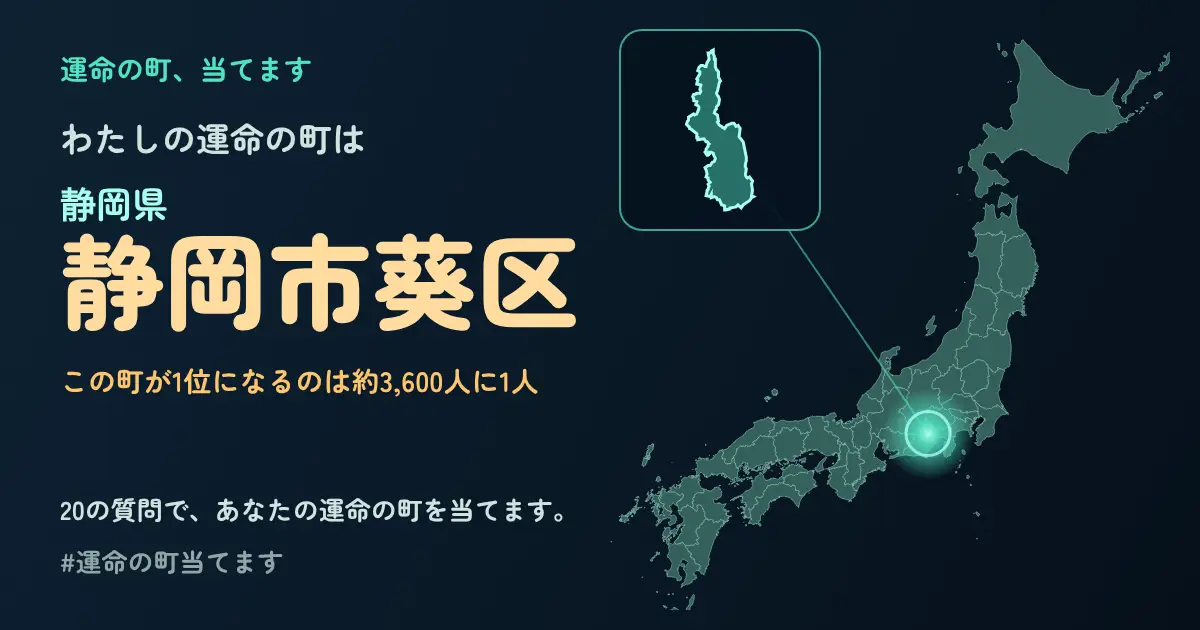 運命の町、当てます
わたしの運命の町は
静岡県
静岡市葵区
この町が1位になるのは約3,600人に1人
20の質問で、あなたの運命の町を当てます。
#運命の町当てます